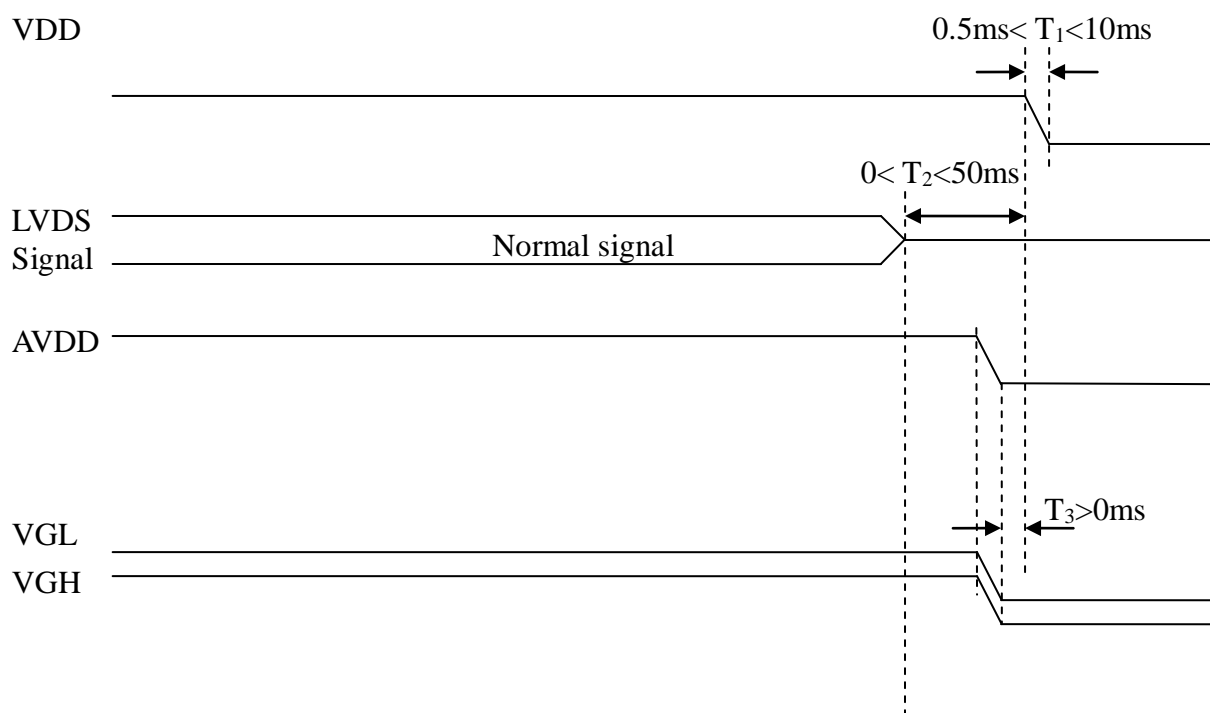 VDD
0.5ms< T₁<10ms
0< T₂<50ms
LVDS
Signal
Normal signal
AVDD
T₃>0ms
VGL
VGH